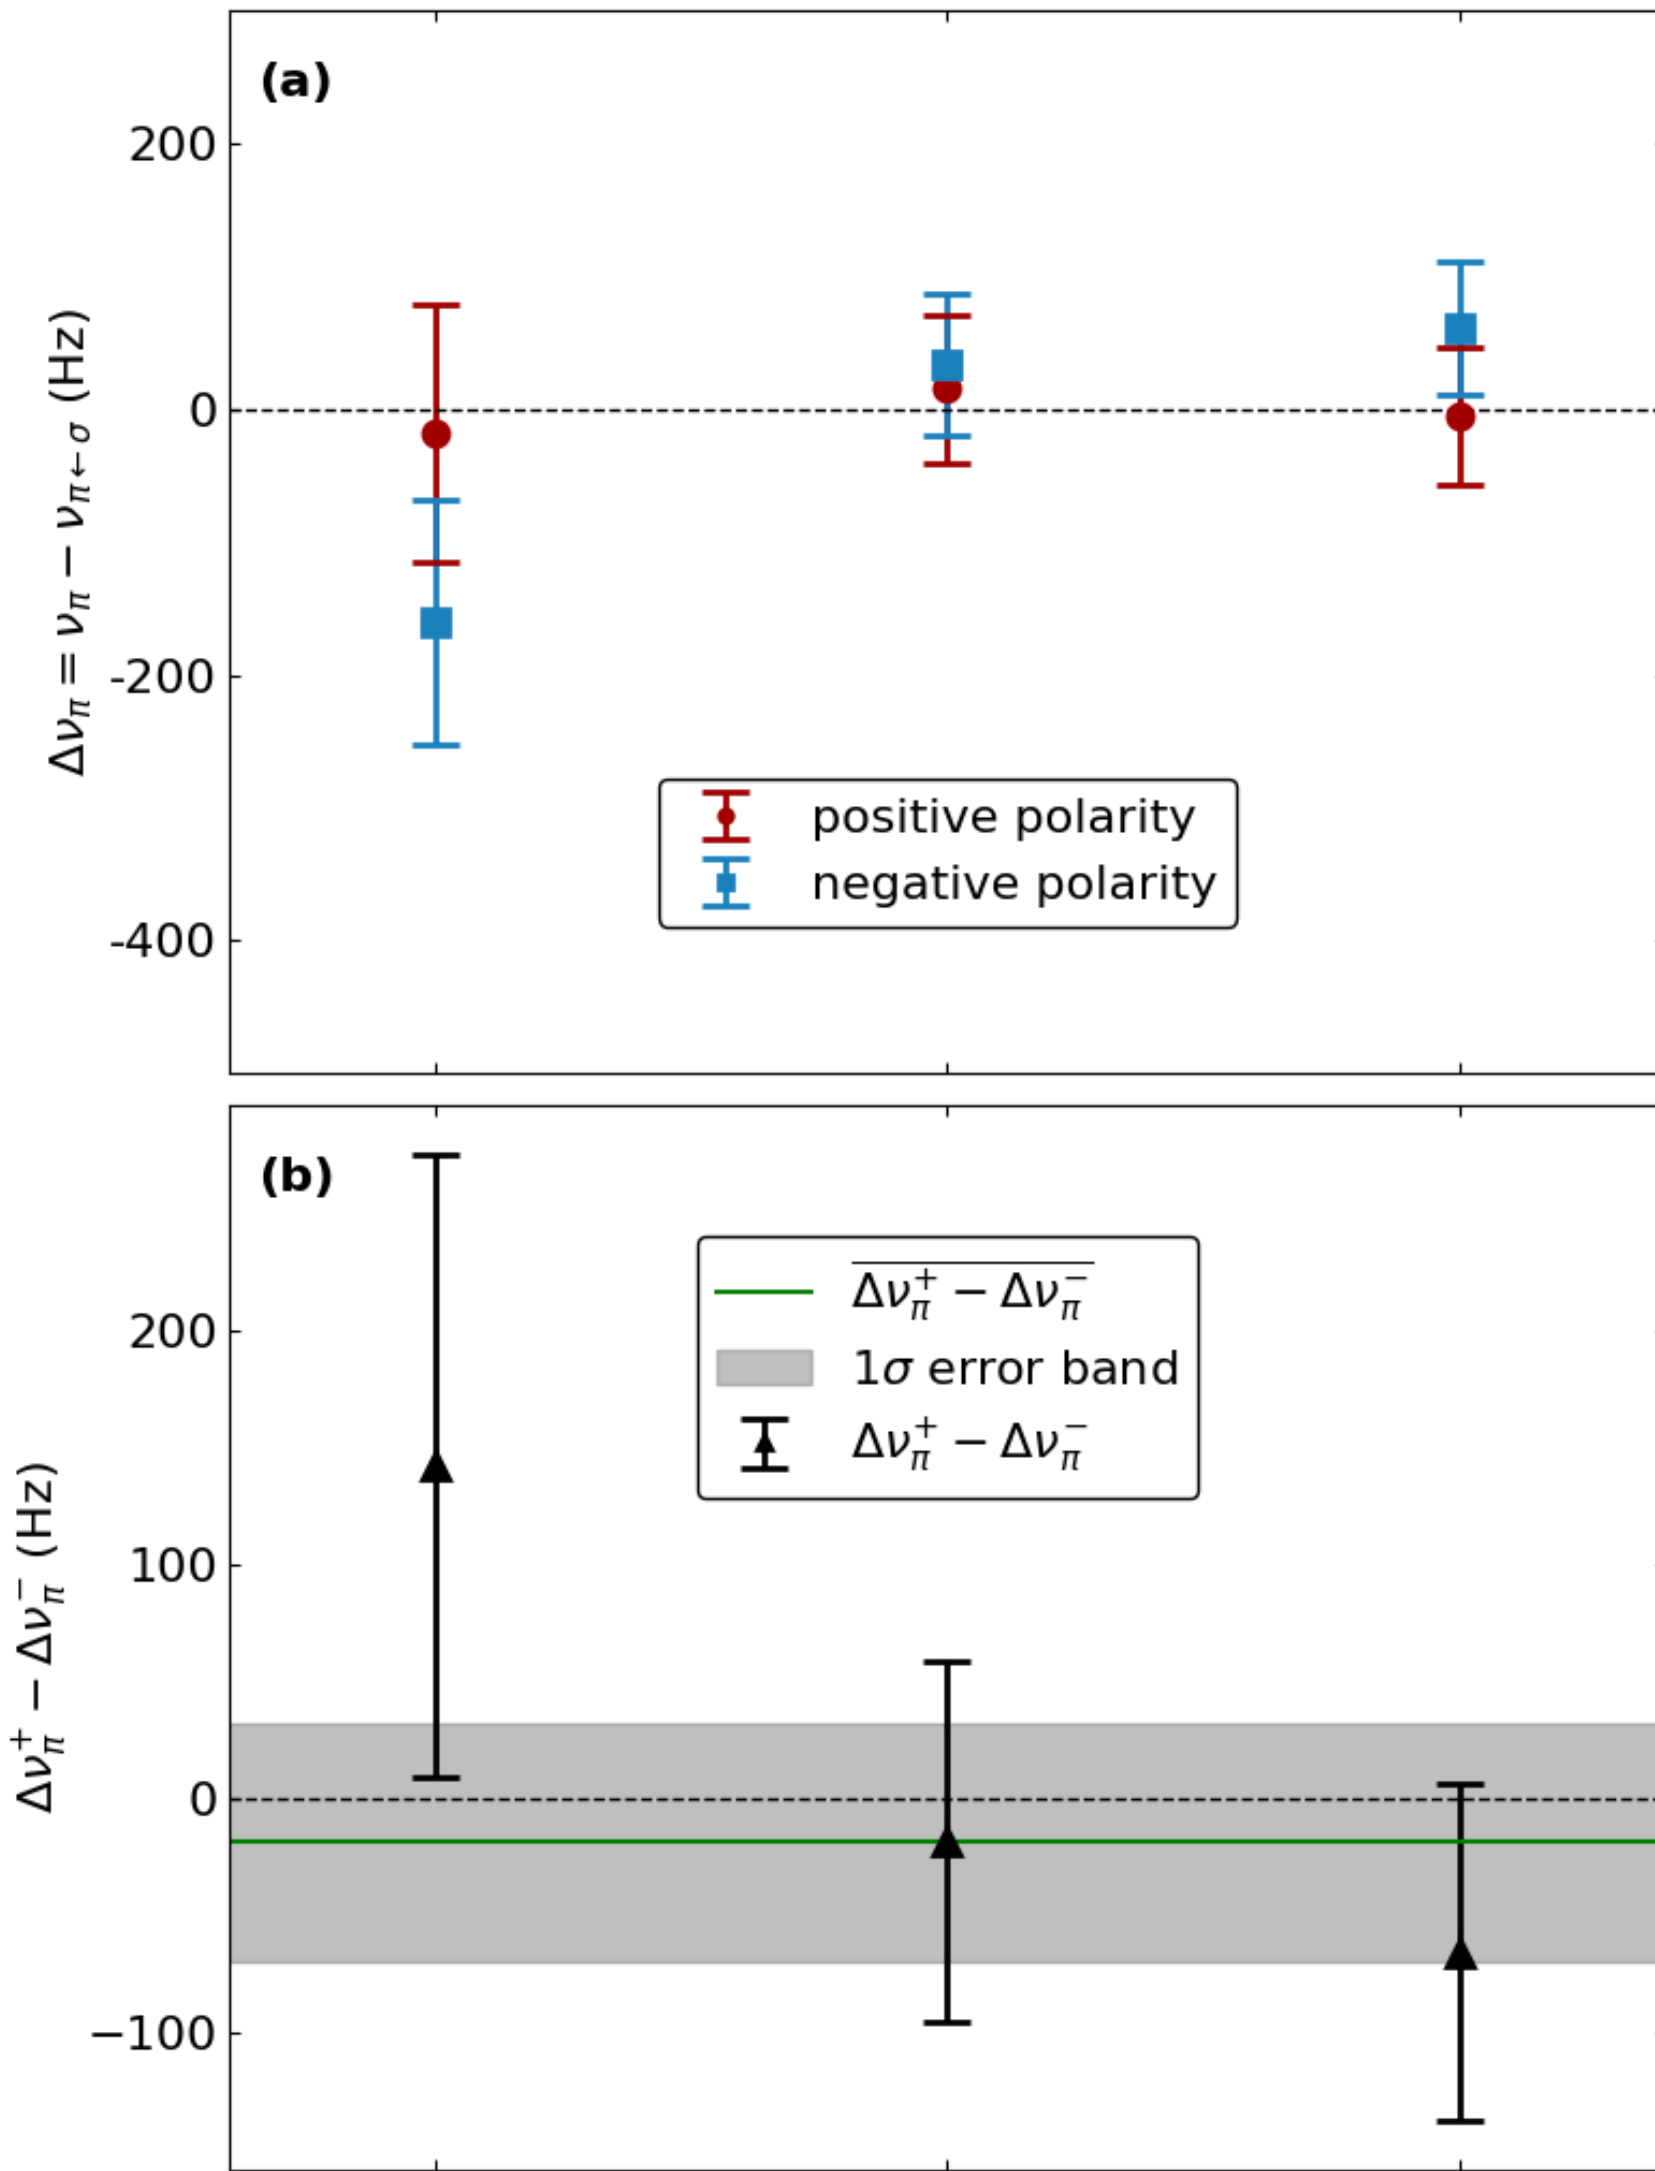 (a)
200
0
-200
-400
Δν_π = ν_π − ν_{π←σ} (Hz)
positive polarity
negative polarity
(b)
200
100
0
−100
Δν_π^+ − Δν_π^− (Hz)
\overline{Δν_π^+ − Δν_π^−}
1σ error band
Δν_π^+ − Δν_π^−